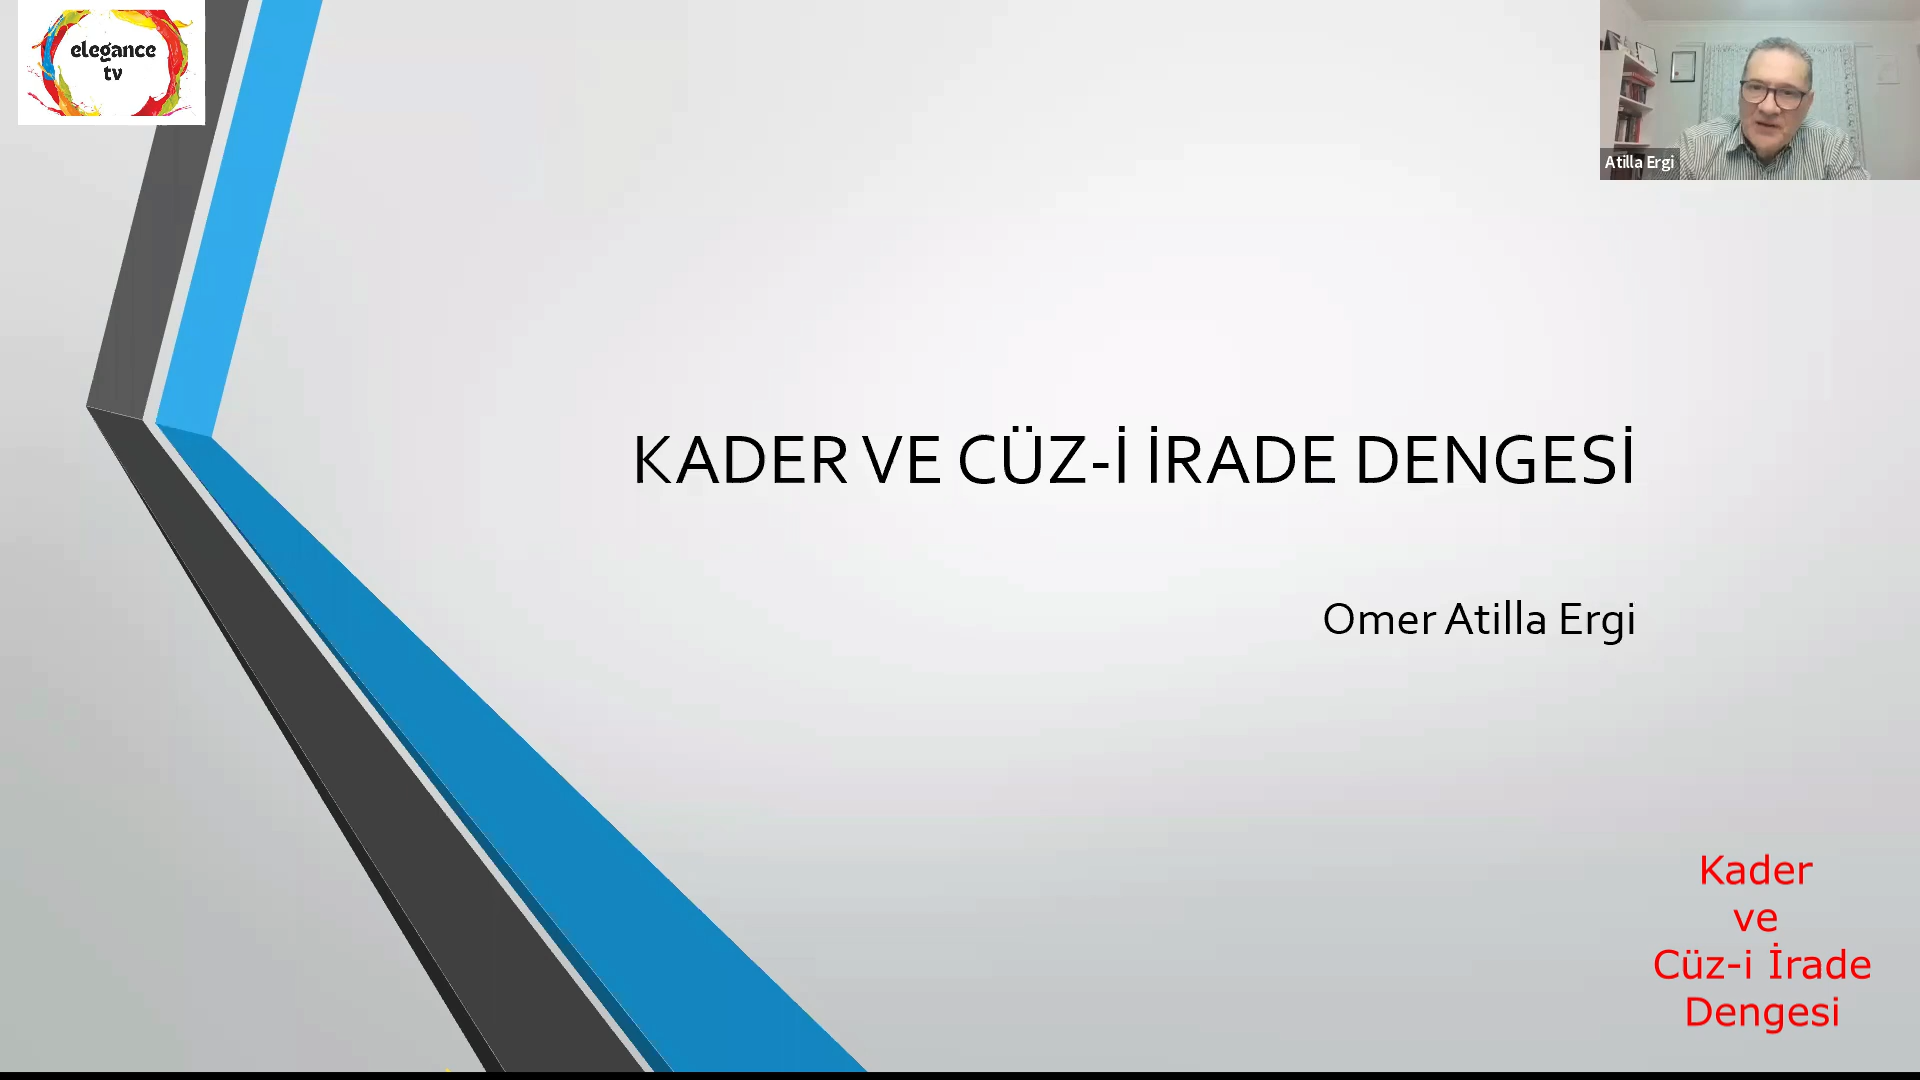 elegance
tv
Atilla Ergi
KADER VE CÜZ-İ İRADE DENGESİ
Omer Atilla Ergi
Kader
ve
Cüz-i İrade
Dengesi